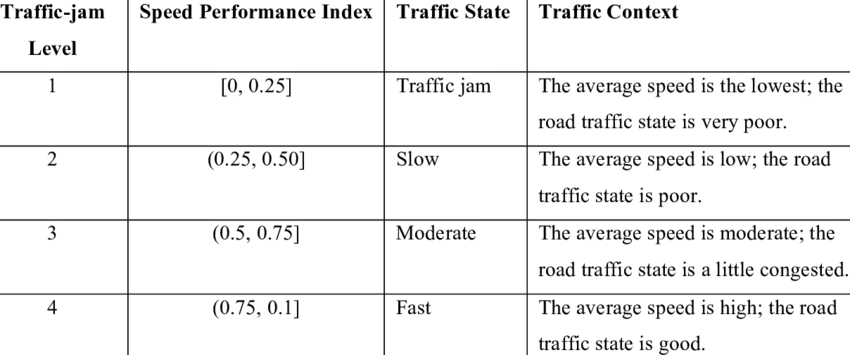 Traffic-jam Level Speed Performance Index Traffic State Traffic Context
1 [0, 0.25] Traffic jam The average speed is the lowest; the
road traffic state is very poor.
2 (0.25, 0.50] Slow The average speed is low; the road
traffic state is poor.
3 (0.5, 0.75] Moderate The average speed is moderate; the
road traffic state is a little congested.
4 (0.75, 0.1] Fast The average speed is high; the road
traffic state is good.